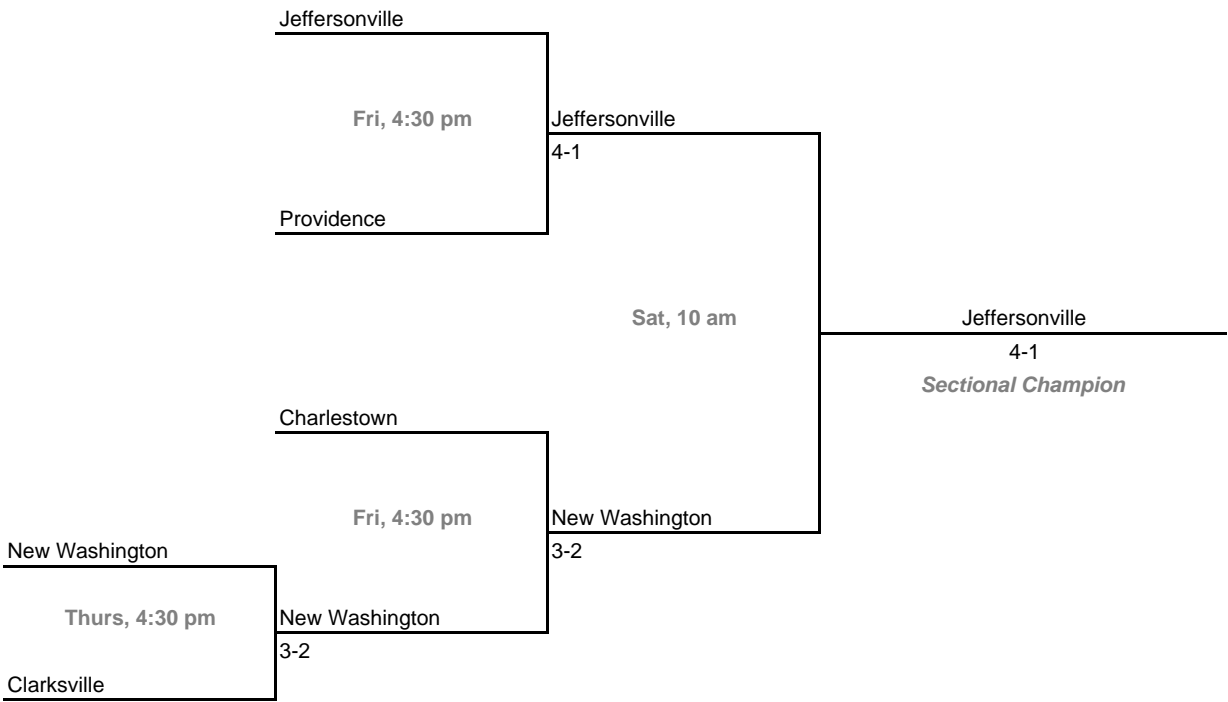 Jeffersonville
Fri, 4:30 pm
Jeffersonville
4-1
Providence
Sat, 10 am
Jeffersonville
4-1
Sectional Champion
Charlestown
Fri, 4:30 pm
New Washington
3-2
New Washington
Thurs, 4:30 pm
New Washington
3-2
Clarksville